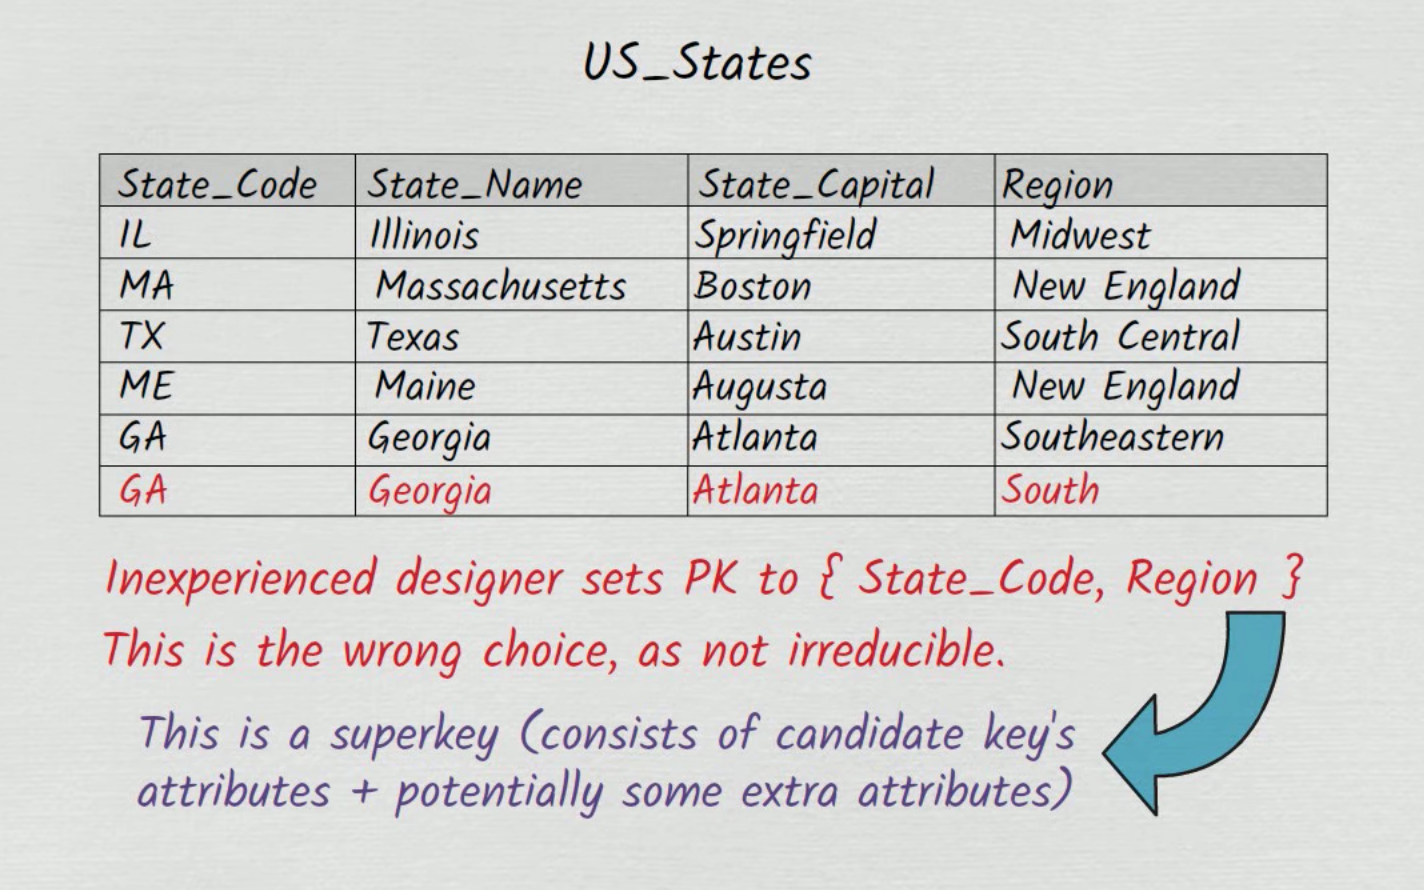 US_States
State_Code State_Name State_Capital Region
IL Illinois Springfield Midwest
MA Massachusetts Boston New England
TX Texas Austin South Central
ME Maine Augusta New England
GA Georgia Atlanta Southeastern
GA Georgia Atlanta South
Inexperienced designer sets PK to { State_Code, Region }
This is the wrong choice, as not irreducible.
This is a superkey (consists of candidate key's
attributes + potentially some extra attributes)